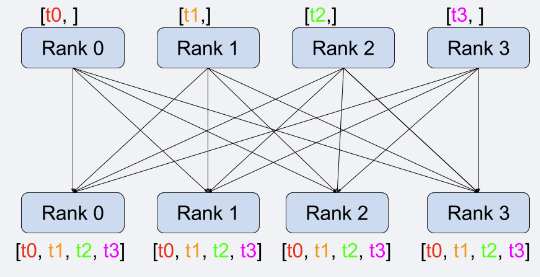 [t0, ] [t1,] [t2,] [t3, ]
Rank 0 Rank 1 Rank 2 Rank 3
Rank 0 Rank 1 Rank 2 Rank 3
[t0, t1, t2, t3] [t0, t1, t2, t3] [t0, t1, t2, t3] [t0, t1, t2, t3]